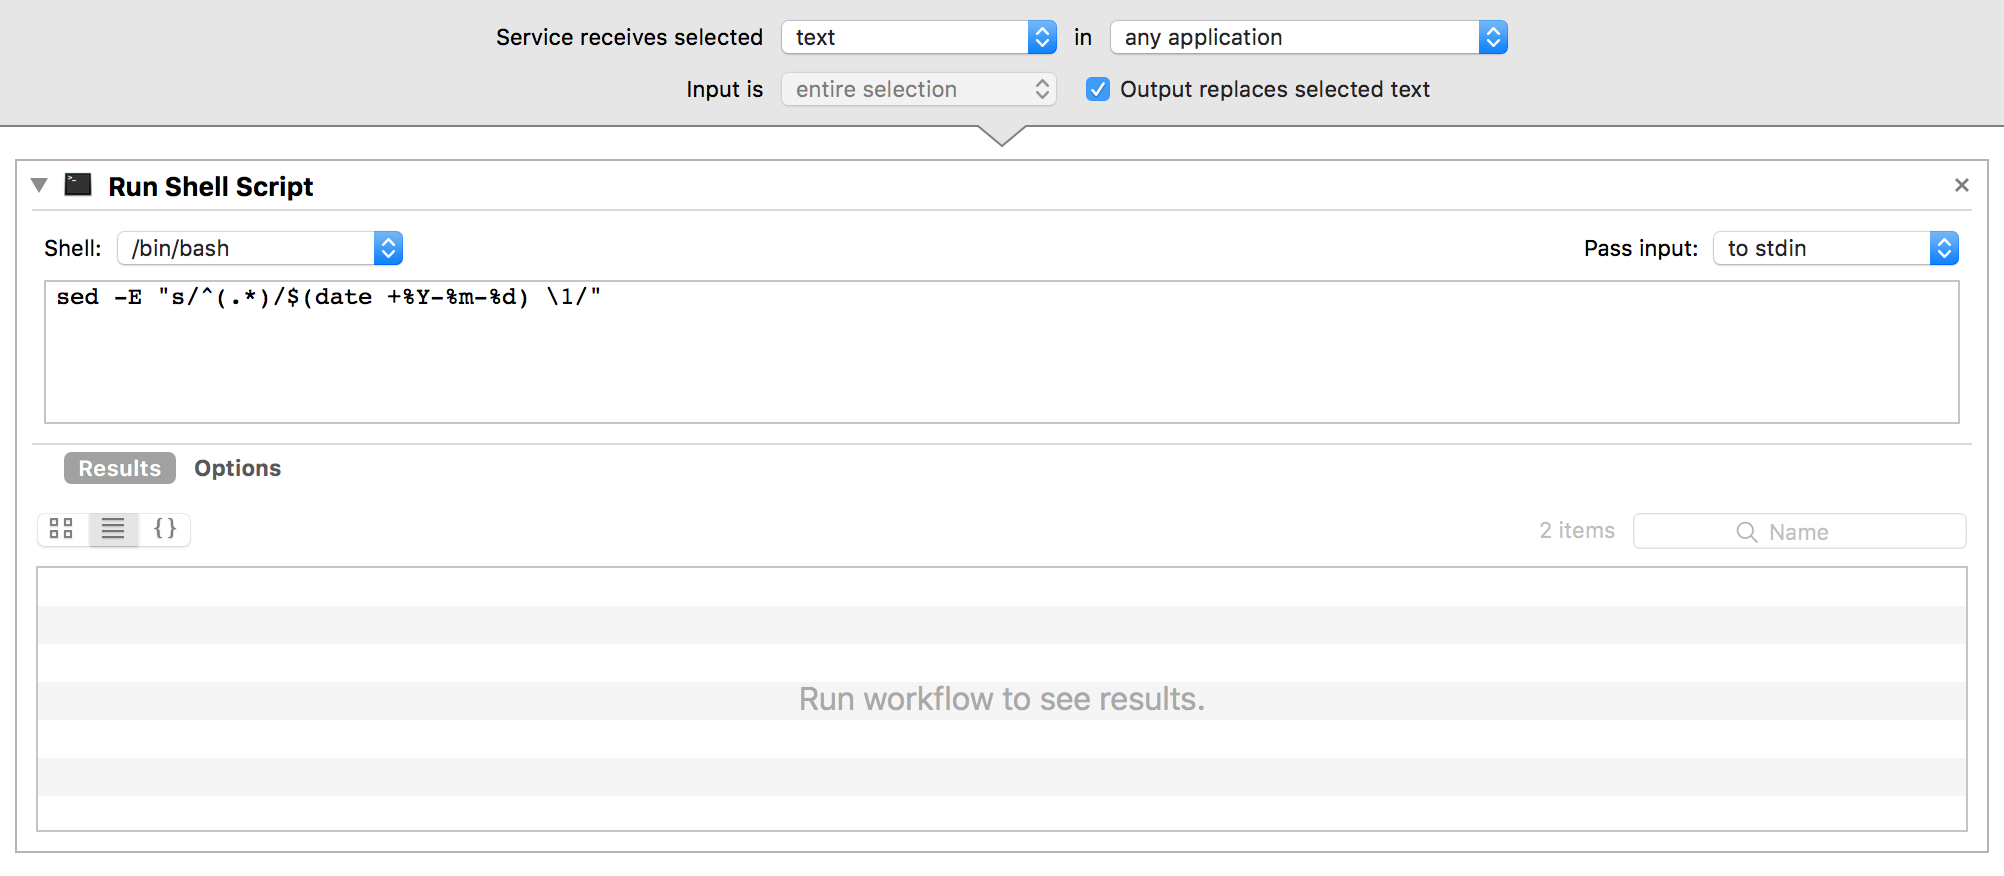 Service receives selected text in any application
Input is entire selection Output replaces selected text
Run Shell Script
Shell: /bin/bash Pass input: to stdin
sed -E "s/^(.*)/$(date +%Y-%m-%d) \1/"
Results Options
{} 2 items Name
Run workflow to see results.